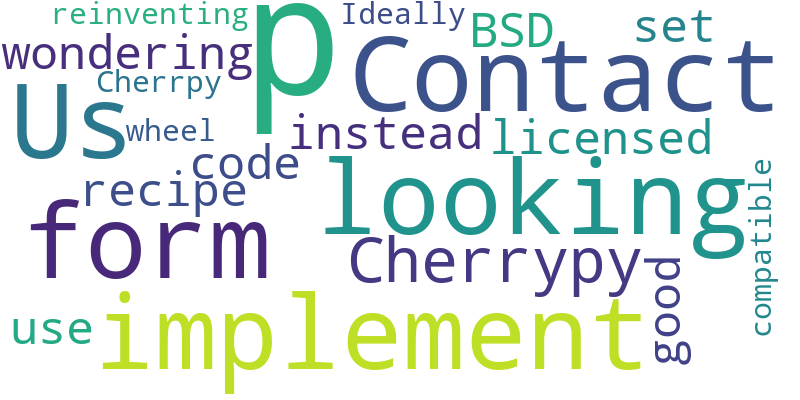 reinventing
p
Ideally
BSD
set
wondering
Contact
Cherrpy
Us
wheel
instead
licensed
code
recipe
looking
compatible
form
Cherrypy
good
use
implement